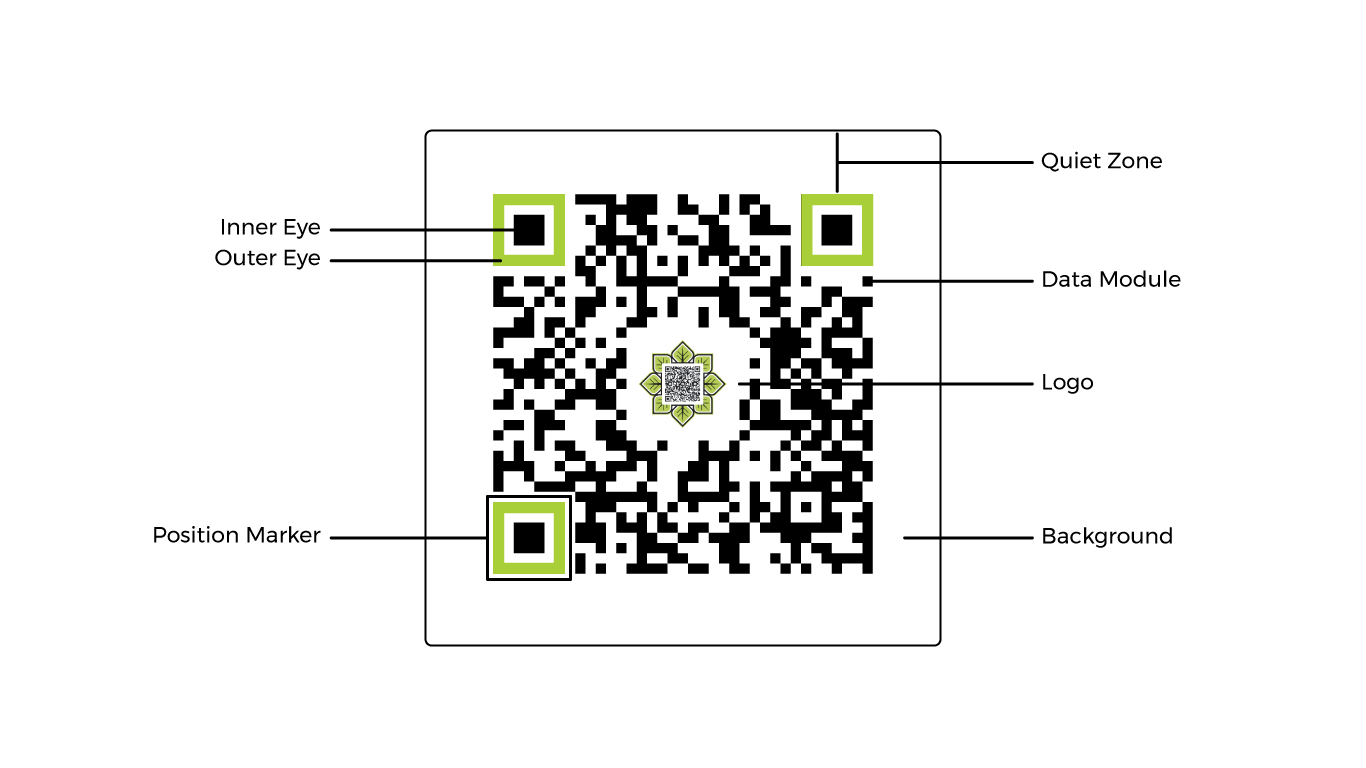 Quiet Zone
Inner Eye
Outer Eye
Data Module
Logo
Position Marker
Background